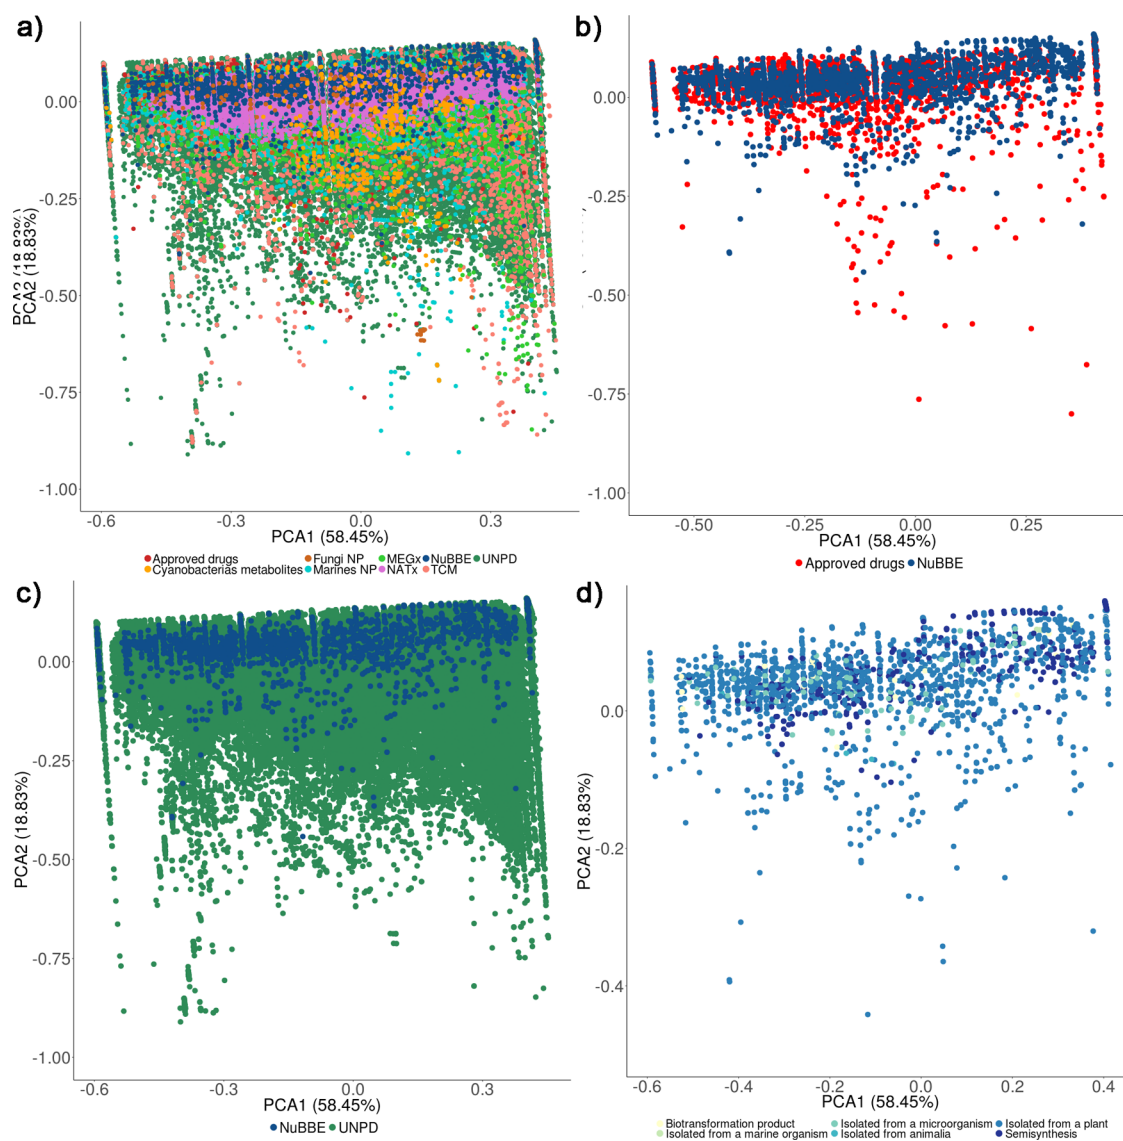 a)
0.00
-0.25
-0.50
-0.75
-1.00
PCA2 (18.83%)
PCA2 (18.83%)
-0.6 -0.3 0.0 0.3
PCA1 (58.45%)
Approved drugs Fungi NP MEGx NuBBE UNPD
Cyanobacterias metabolites Marines NP NATx TCM
b)
0.00
-0.25
-0.50
-0.75
-1.00
-0.50 -0.25 0.00 0.25
PCA1 (58.45%)
Approved drugs NuBBE
c)
0.00
-0.25
-0.50
-0.75
-1.00
PCA2 (18.83%)
-0.6 -0.3 0.0 0.3
PCA1 (58.45%)
NuBBE UNPD
d)
0.0
-0.2
-0.4
PCA2 (18.83%)
-0.6 -0.4 -0.2 0.0 0.2 0.4
PCA1 (58.45%)
Biotransformation product Isolated from a microorganism Isolated from a plant
Isolated from a marine organism Isolated from animalia Semisynthesis